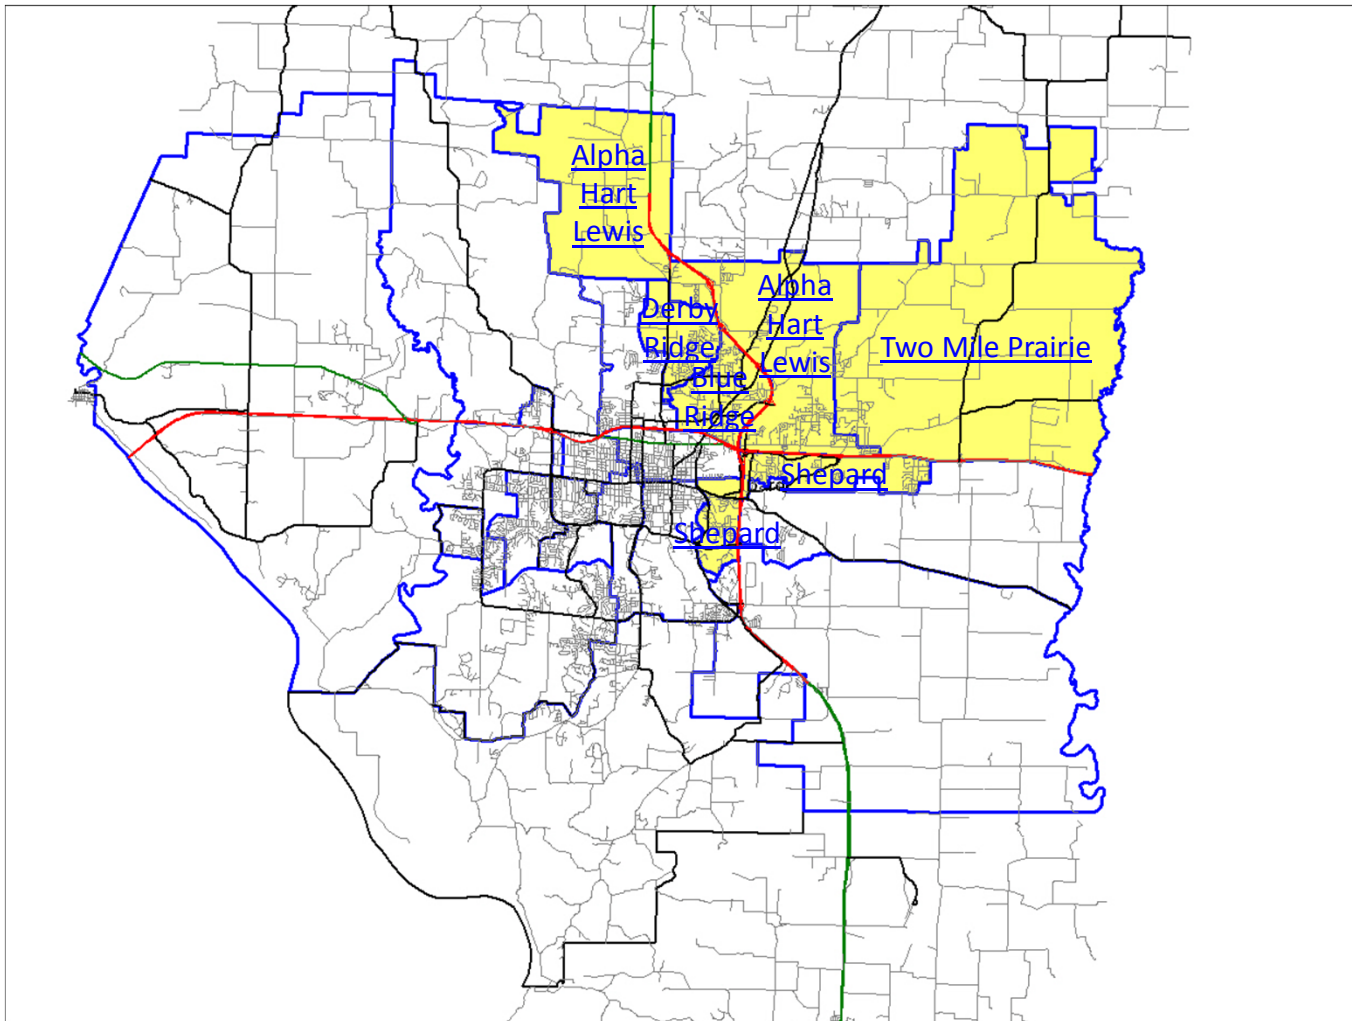 Alpha
Hart
Lewis
Alpha
Hart
Lewis
Derby
Ridge
Blue
Ridge
Two Mile Prairie
Shepard
Shepard